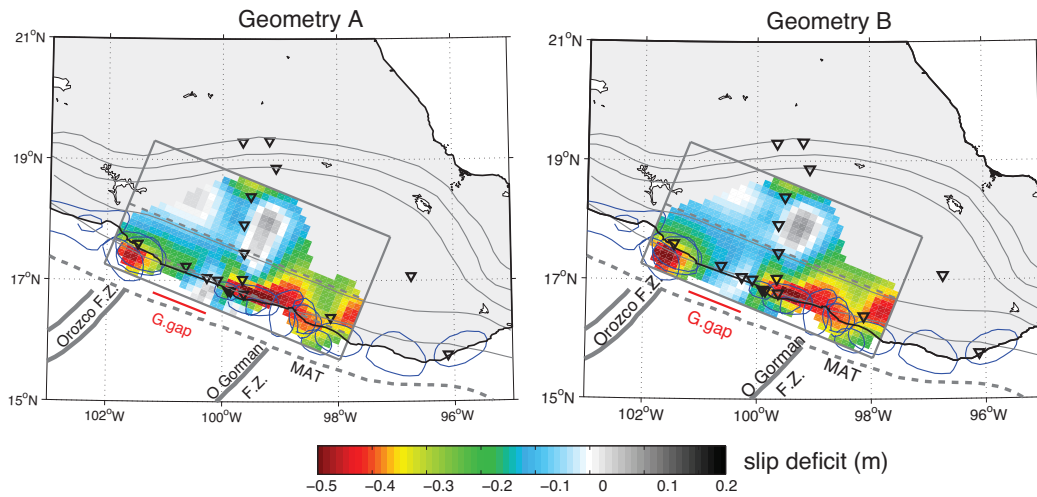 Geometry A
21°N
19°N
17°N
15°N
102°W
100°W
98°W
96°W
Orozco F.Z.
G.gap
O Gorman
F.Z.
MAT
Geometry B
21°N
19°N
17°N
15°N
102°W
100°W
98°W
96°W
Orozco F.Z.
G.gap
O Gorman
F.Z.
MAT
−0.5
−0.4
−0.3
−0.2
−0.1
0
0.1
0.2
slip deficit (m)